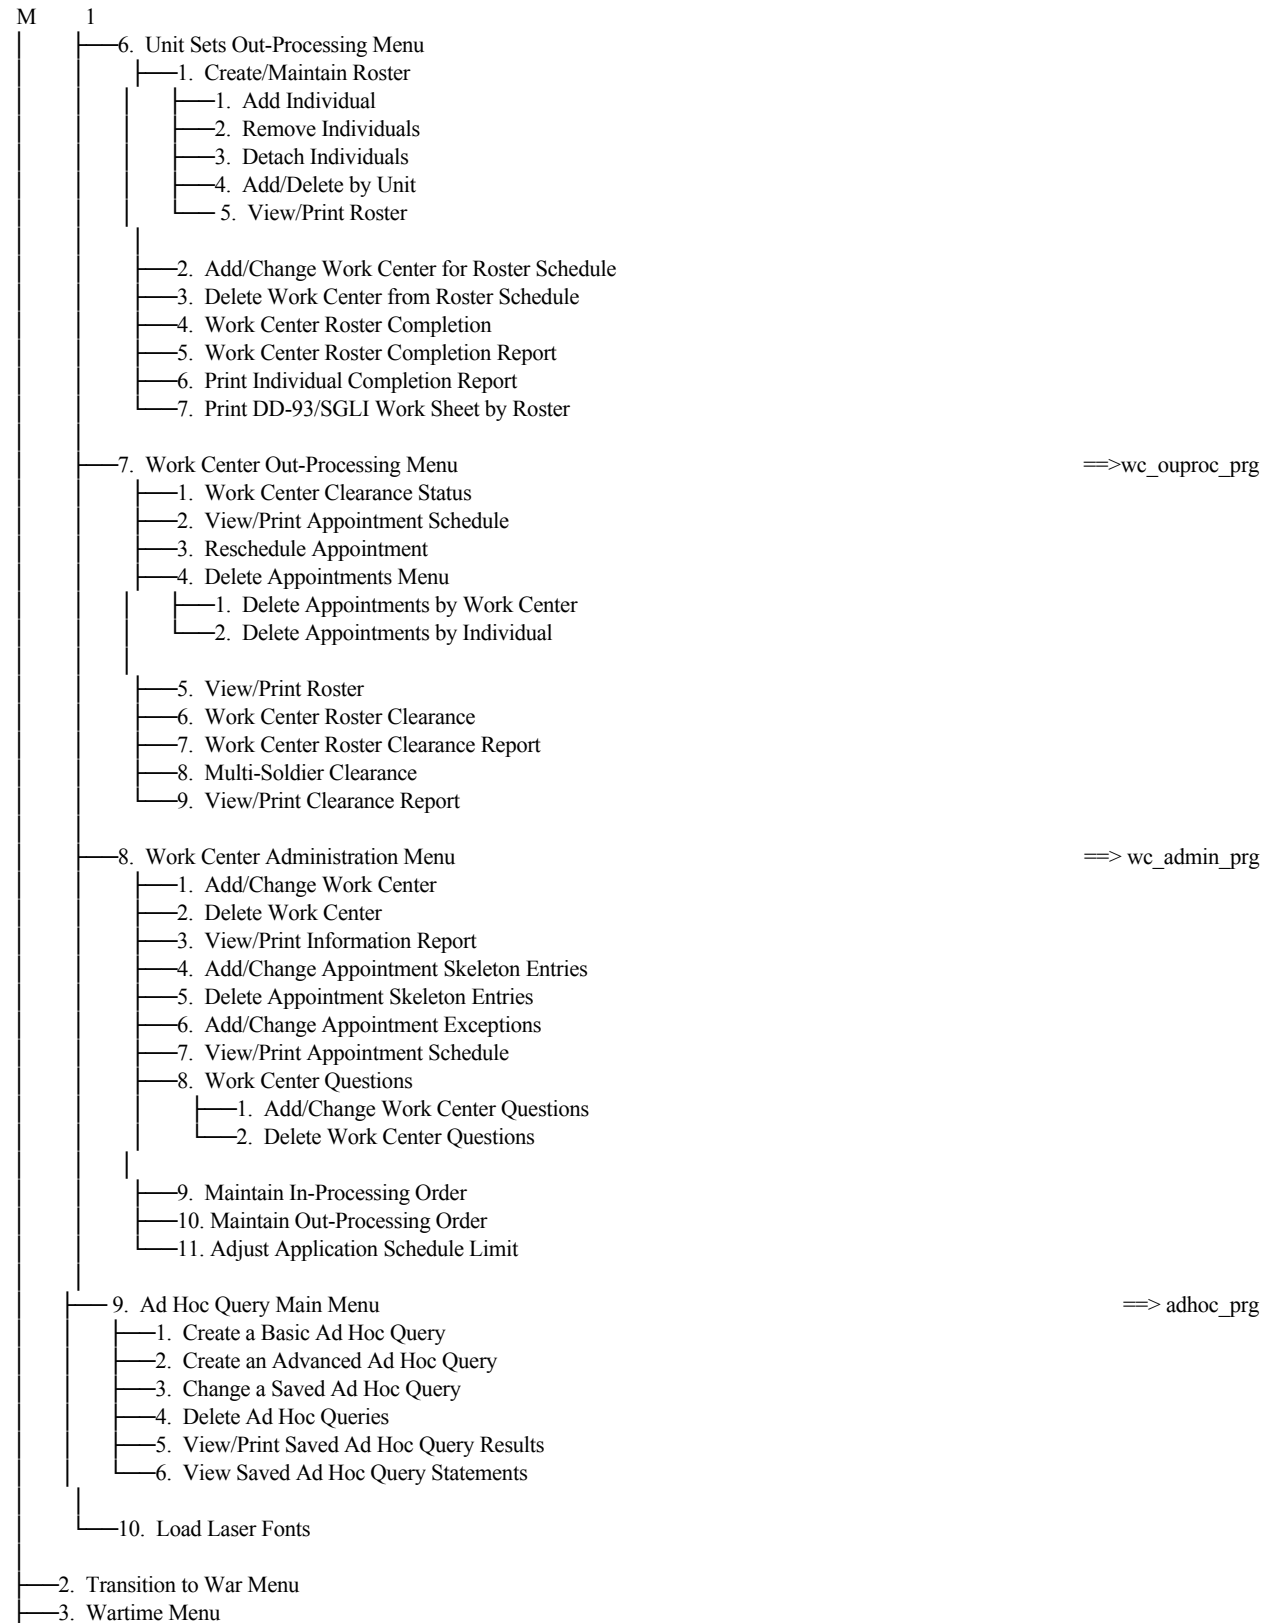 M 1
6. Unit Sets Out-Processing Menu
1. Create/Maintain Roster
1. Add Individual
2. Remove Individuals
3. Detach Individuals
4. Add/Delete by Unit
5. View/Print Roster
2. Add/Change Work Center for Roster Schedule
3. Delete Work Center from Roster Schedule
4. Work Center Roster Completion
5. Work Center Roster Completion Report
6. Print Individual Completion Report
7. Print DD-93/SGLI Work Sheet by Roster
7. Work Center Out-Processing Menu ==>wc_ouproc_prg
1. Work Center Clearance Status
2. View/Print Appointment Schedule
3. Reschedule Appointment
4. Delete Appointments Menu
1. Delete Appointments by Work Center
2. Delete Appointments by Individual
5. View/Print Roster
6. Work Center Roster Clearance
7. Work Center Roster Clearance Report
8. Multi-Soldier Clearance
9. View/Print Clearance Report
8. Work Center Administration Menu ==> wc_admin_prg
1. Add/Change Work Center
2. Delete Work Center
3. View/Print Information Report
4. Add/Change Appointment Skeleton Entries
5. Delete Appointment Skeleton Entries
6. Add/Change Appointment Exceptions
7. View/Print Appointment Schedule
8. Work Center Questions
1. Add/Change Work Center Questions
2. Delete Work Center Questions
9. Maintain In-Processing Order
10. Maintain Out-Processing Order
11. Adjust Application Schedule Limit
9. Ad Hoc Query Main Menu ==> adhoc_prg
1. Create a Basic Ad Hoc Query
2. Create an Advanced Ad Hoc Query
3. Change a Saved Ad Hoc Query
4. Delete Ad Hoc Queries
5. View/Print Saved Ad Hoc Query Results
6. View Saved Ad Hoc Query Statements
10. Load Laser Fonts
2. Transition to War Menu
3. Wartime Menu